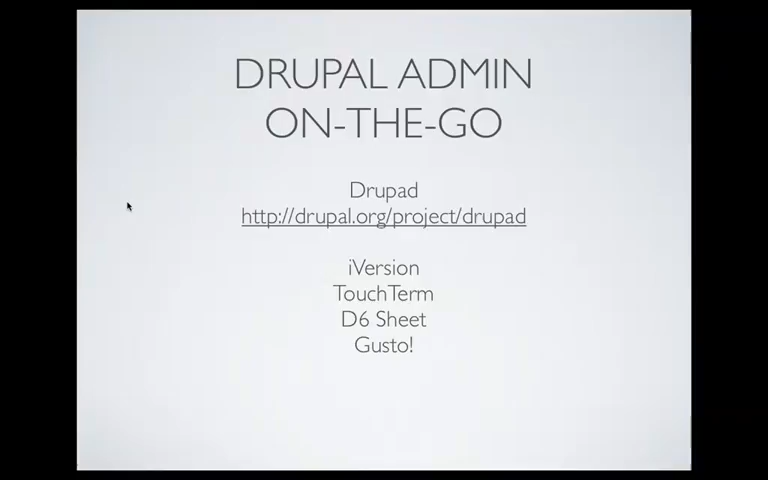 DRUPAL ADMIN
ON-THE-GO
Drupad
http://drupal.org/project/drupad
iVersion
TouchTerm
D6 Sheet
Gusto!